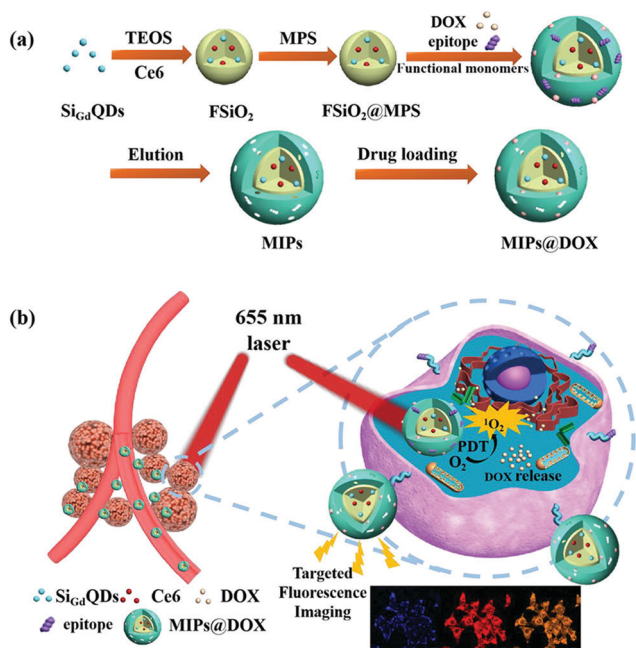 (a)
TEOS
Ce6
MPS
DOX
epitope
Functional monomers
SiGdQDs
FSiO2
FSiO2@MPS
Elution
Drug loading
MIPs
MIPs@DOX
(b)
655 nm
laser
¹O2
PDT
O2
DOX release
Targeted
Fluorescence
Imaging
SiGdQDs Ce6 DOX
epitope MIPs@DOX